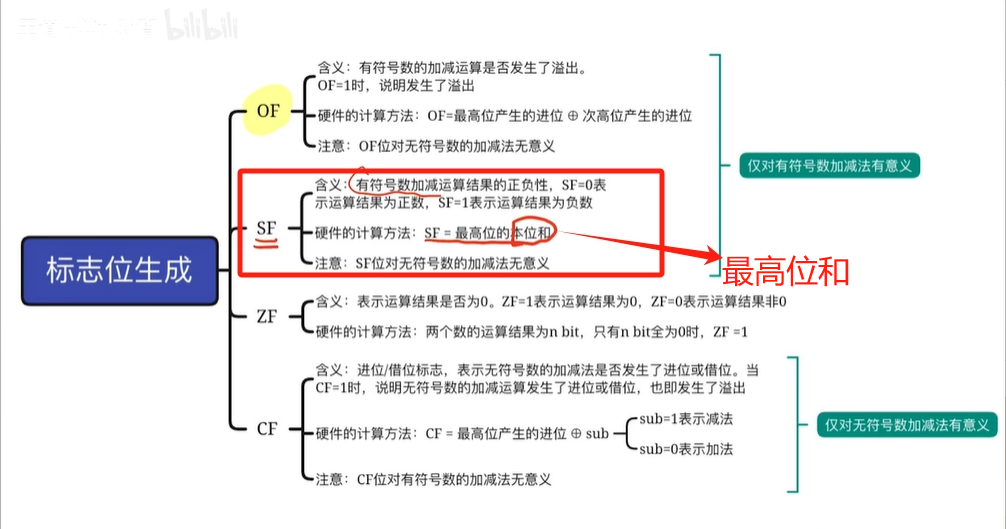 bilibili
含义：有符号数的加减运算是否发生了溢出。
OF=1时，说明发生了溢出
OF
硬件的计算方法：OF=最高位产生的进位 ⊕ 次高位产生的进位
注意：OF位对无符号数的加减法无意义
仅对有符号数加减法有意义
含义：有符号数加减运算结果的正负性，SF=0表
示运算结果为正数，SF=1表示运算结果为负数
SF
硬件的计算方法：SF = 最高位的本位和
注意：SF位对无符号数的加减法无意义
最高位和
标志位生成
含义：表示运算结果是否为0。ZF=1表示运算结果为0，ZF=0表示运算结果非0
ZF
硬件的计算方法：两个数的运算结果为n bit，只有n bit全为0时，ZF =1
含义：进位/借位标志，表示无符号数的加减法是否发生了进位或借位。当
CF=1时，说明无符号数的加减运算发生了进位或借位，也即发生了溢出
CF
硬件的计算方法：CF = 最高位产生的进位 ⊕ sub
sub=1表示减法
sub=0表示加法
注意：CF位对有符号数的加减法无意义
仅对无符号数加减法有意义